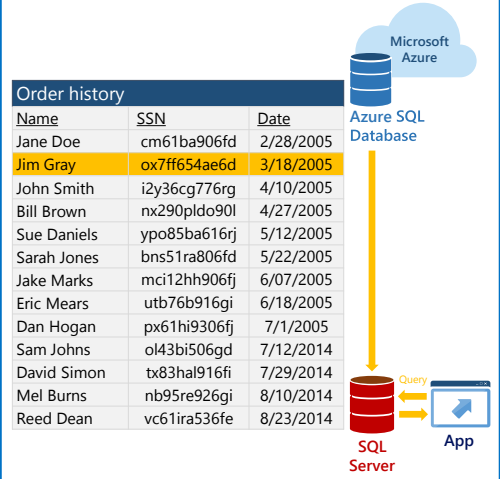 Microsoft
Azure
Order history
Name SSN Date
Jane Doe cm61ba906fd 2/28/2005
Jim Gray ox7ff654ae6d 3/18/2005
John Smith i2y36cg776rg 4/10/2005
Bill Brown nx290pldo90l 4/27/2005
Sue Daniels ypo85ba616rj 5/12/2005
Sarah Jones bns51ra806fd 5/22/2005
Jake Marks mci12hh906fj 6/07/2005
Eric Mears utb76b916gi 6/18/2005
Dan Hogan px61hi9306fj 7/1/2005
Sam Johns ol43bi506gd 7/12/2014
David Simon tx83hal916fi 7/29/2014
Mel Burns nb95re926gi 8/10/2014
Reed Dean vc61ira536fe 8/23/2014
Azure SQL
Database
Query
SQL
Server
App